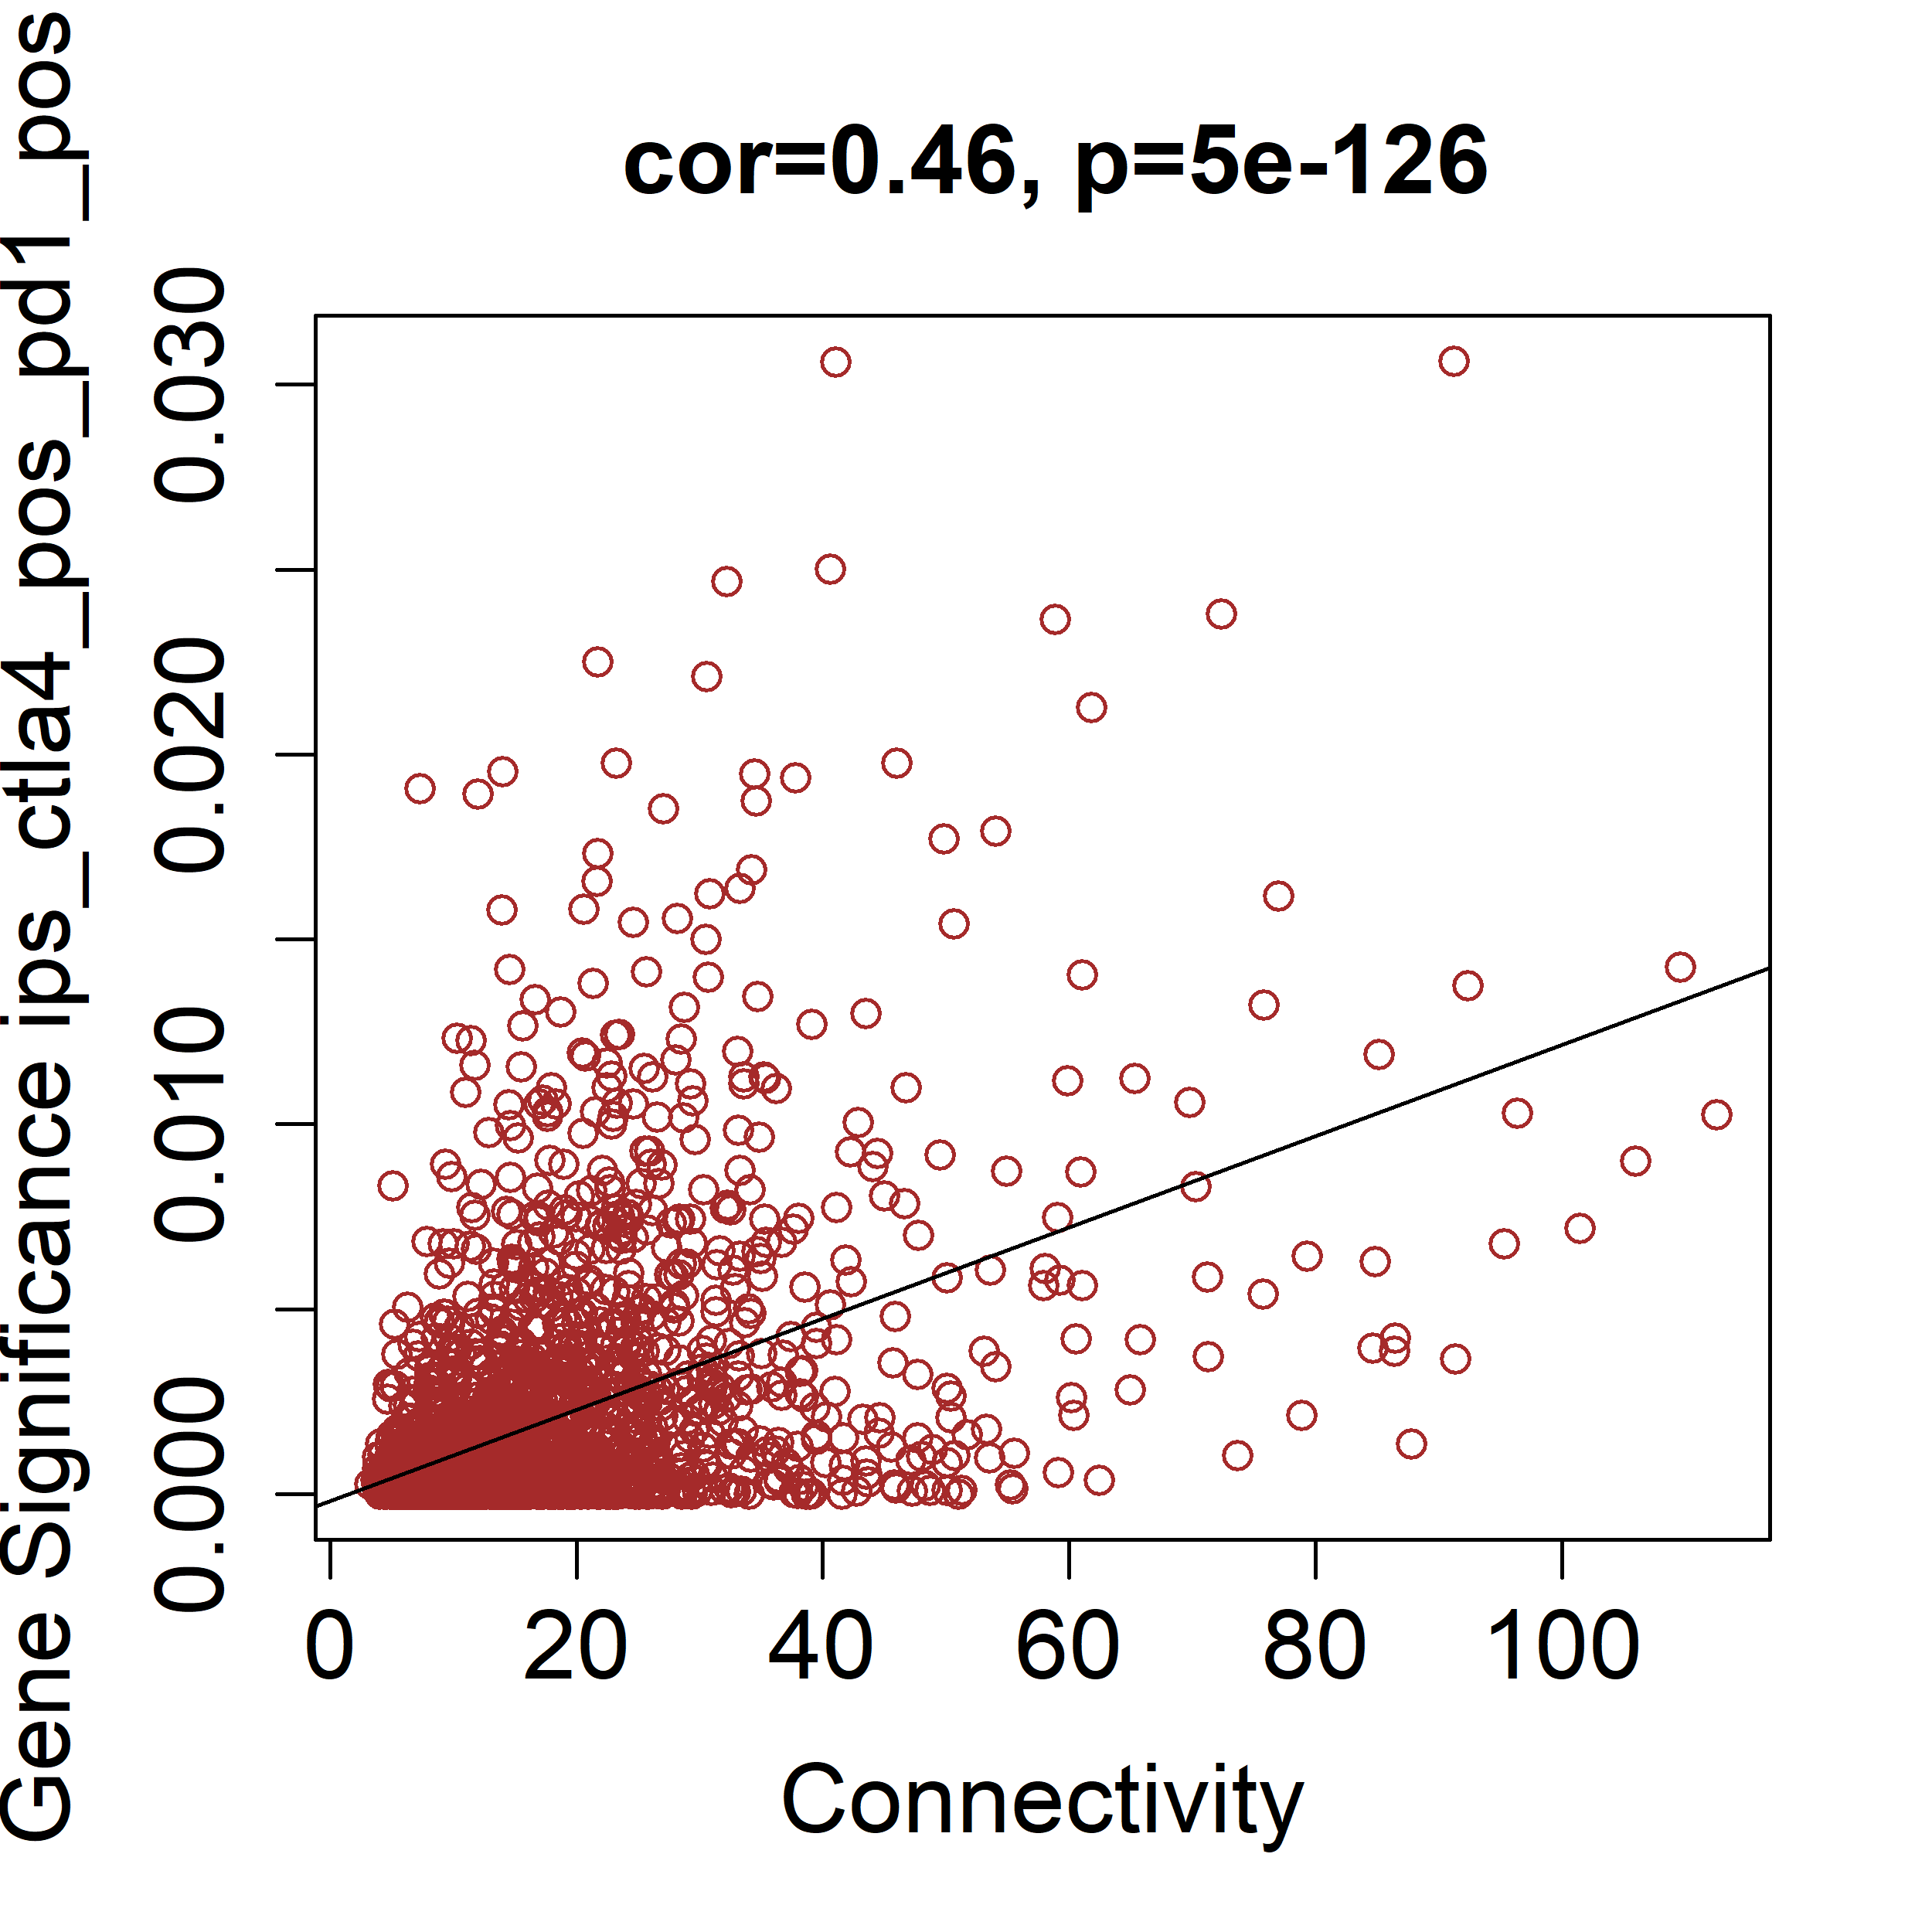 cor=0.46, p=5e-126
Gene Significance ips_ctla4_pos_pd1_pos
0.030
0.020
0.010
0.000
0 20 40 60 80 100
Connectivity